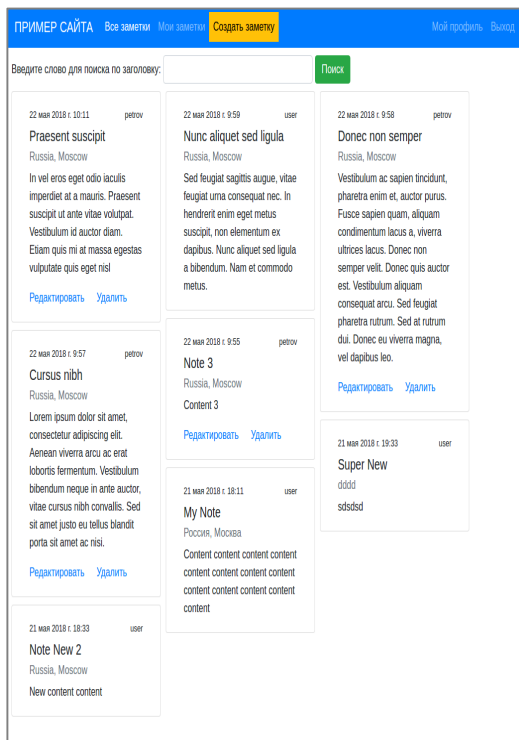 ПРИМЕР САЙТА Все заметки Мои заметки Создать заметку Мой профиль Выход
Введите слово для поиска по заголовку: Поиск
22 мая 2018 г. 10:11 petrov
Praesent suscipit
Russia, Moscow
In vel eros eget odio iaculis
imperdiet at a mauris. Praesent
suscipit ut ante vitae volutpat.
Vestibulum id auctor diam.
Etiam quis mi at massa egestas
vulputate quis eget nisl
Редактировать Удалить
22 мая 2018 г. 9:57 petrov
Cursus nibh
Russia, Moscow
Lorem ipsum dolor sit amet,
consectetur adipiscing elit.
Aenean viverra arcu ac erat
lobortis fermentum. Vestibulum
bibendum neque in ante auctor,
vitae cursus nibh convallis. Sed
sit amet justo eu tellus blandit
porta sit amet ac nisi.
Редактировать Удалить
21 мая 2018 г. 18:33 user
Note New 2
Russia, Moscow
New content content
22 мая 2018 г. 9:59 user
Nunc aliquet sed ligula
Russia, Moscow
Sed feugiat sagittis augue, vitae
feugiat urna consequat nec. In
hendrerit enim eget metus
suscipit, non elementum ex
dapibus. Nunc aliquet sed ligula
a bibendum. Nam et commodo
metus.
22 мая 2018 г. 9:55 petrov
Note 3
Russia, Moscow
Content 3
Редактировать Удалить
21 мая 2018 г. 18:11 user
My Note
Россия, Москва
Content content content content
content content content content
content content content content
content
22 мая 2018 г. 9:58 petrov
Donec non semper
Russia, Moscow
Vestibulum ac sapien tincidunt,
pharetra enim et, auctor purus.
Fusce sapien quam, aliquam
condimentum lacus a, viverra
ultrices lacus. Donec non
semper velit. Donec quis auctor
est. Vestibulum aliquam
consequat arcu. Sed feugiat
pharetra rutrum. Sed at rutrum
dui. Donec eu viverra magna,
vel dapibus leo.
Редактировать Удалить
21 мая 2018 г. 19:33 user
Super New
dddd
sdsdsd